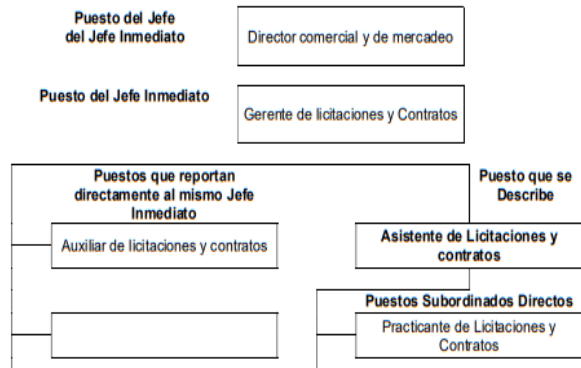 Puesto del Jefe
del Jefe Inmediato
Director comercial y de mercadeo
Puesto del Jefe Inmediato
Gerente de licitaciones y Contratos
Puestos que reportan
directamente al mismo Jefe
Inmediato
Puesto que se
Describe
Auxiliar de licitaciones y contratos
Asistente de Licitaciones y
contratos
Puestos Subordinados Directos
Practicante de Licitaciones y
Contratos